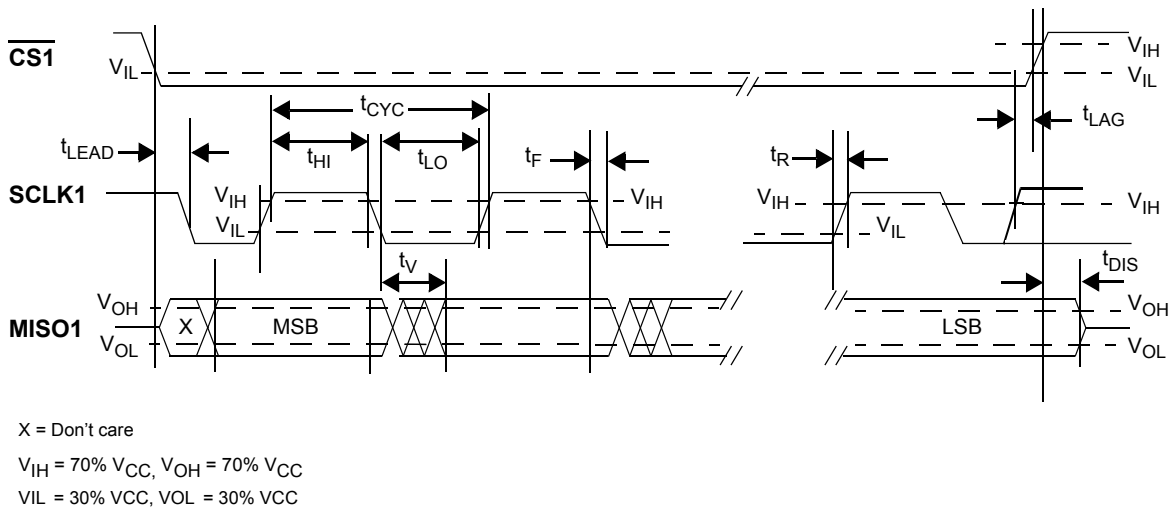 CS1
VIL
VIH
VIL
tCYC
tLEAD
tHI
tLO
tF
tR
tLAG
SCLK1
VIH
VIL
VIH
VIH
VIL
VIH
tV
tDIS
MISO1
VOH
VOL
X
MSB
LSB
VOH
VOL
X = Don't care
VIH = 70% VCC, VOH = 70% VCC
VIL = 30% VCC, VOL = 30% VCC